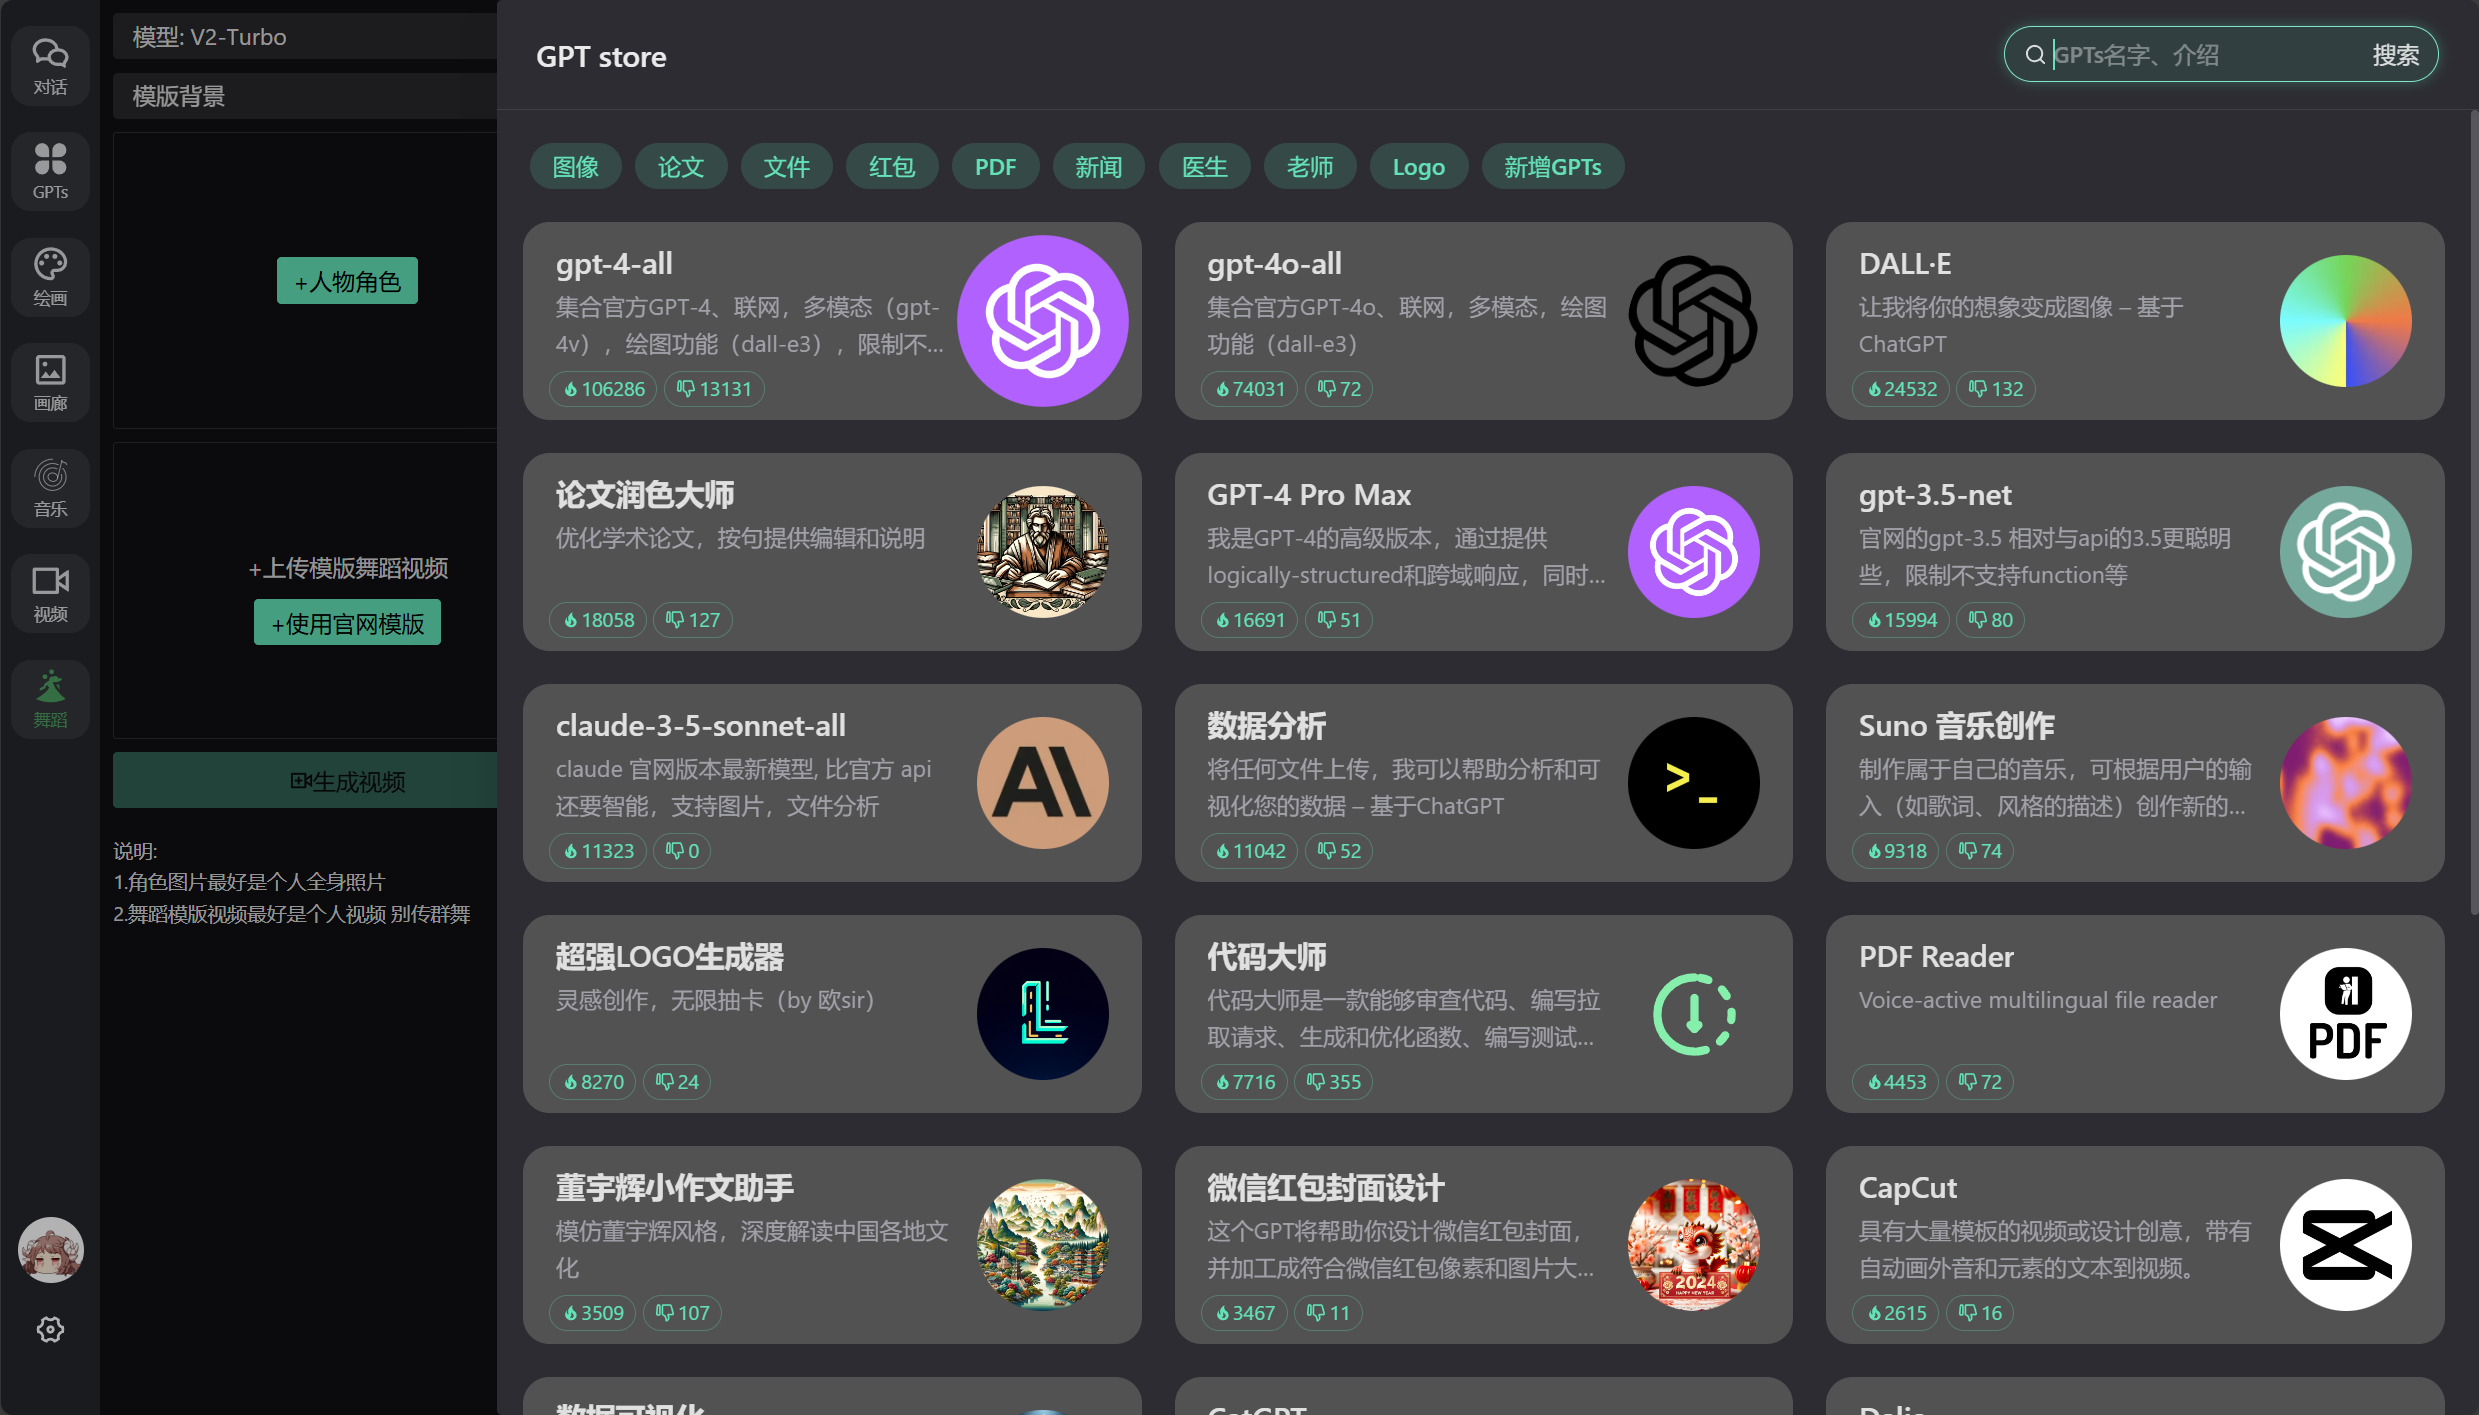 对话
GPTs
绘画
画廊
音乐
视频
舞蹈
模型: V2-Turbo
模版背景
+人物角色
+上传模版舞蹈视频
+使用官网模版
生成视频
说明:
1.角色图片最好是个人全身照片
2.舞蹈模版视频最好是个人视频 别传群舞
GPT store
GPTs名字、介绍
搜索
图像
论文
文件
红包
PDF
新闻
医生
老师
Logo
新增GPTs
gpt-4-all
集合官方GPT-4、联网，多模态（gpt-
4v），绘图功能（dall-e3），限制不...
106286
13131
gpt-4o-all
集合官方GPT-4o、联网，多模态，绘图
功能（dall-e3）
74031
72
DALL·E
让我将你的想象变成图像 – 基于
ChatGPT
24532
132
论文润色大师
优化学术论文，按句提供编辑和说明
18058
127
GPT-4 Pro Max
我是GPT-4的高级版本，通过提供
logically-structured和跨域响应，同时...
16691
51
gpt-3.5-net
官网的gpt-3.5 相对与api的3.5更聪明
些，限制不支持function等
15994
80
claude-3-5-sonnet-all
claude 官网版本最新模型, 比官方 api
还要智能，支持图片，文件分析
11323
0
AI
数据分析
将任何文件上传，我可以帮助分析和可
视化您的数据 – 基于ChatGPT
11042
52
>_
Suno 音乐创作
制作属于自己的音乐，可根据用户的输
入（如歌词、风格的描述）创作新的...
9318
74
超强LOGO生成器
灵感创作，无限抽卡（by 欧sir）
8270
24
L
代码大师
代码大师是一款能够审查代码、编写拉
取请求、生成和优化函数、编写测试...
7716
355
PDF Reader
Voice-active multilingual file reader
4453
72
PDF
董宇辉小作文助手
模仿董宇辉风格，深度解读中国各地文
化
3509
107
微信红包封面设计
这个GPT将帮助你设计微信红包封面，
并加工成符合微信红包像素和图片大...
3467
11
2024
HAPPY NEW YEAR
CapCut
具有大量模板的视频或设计创意，带有
自动画外音和元素的文本到视频。
2615
16
数据可视化
CatGPT